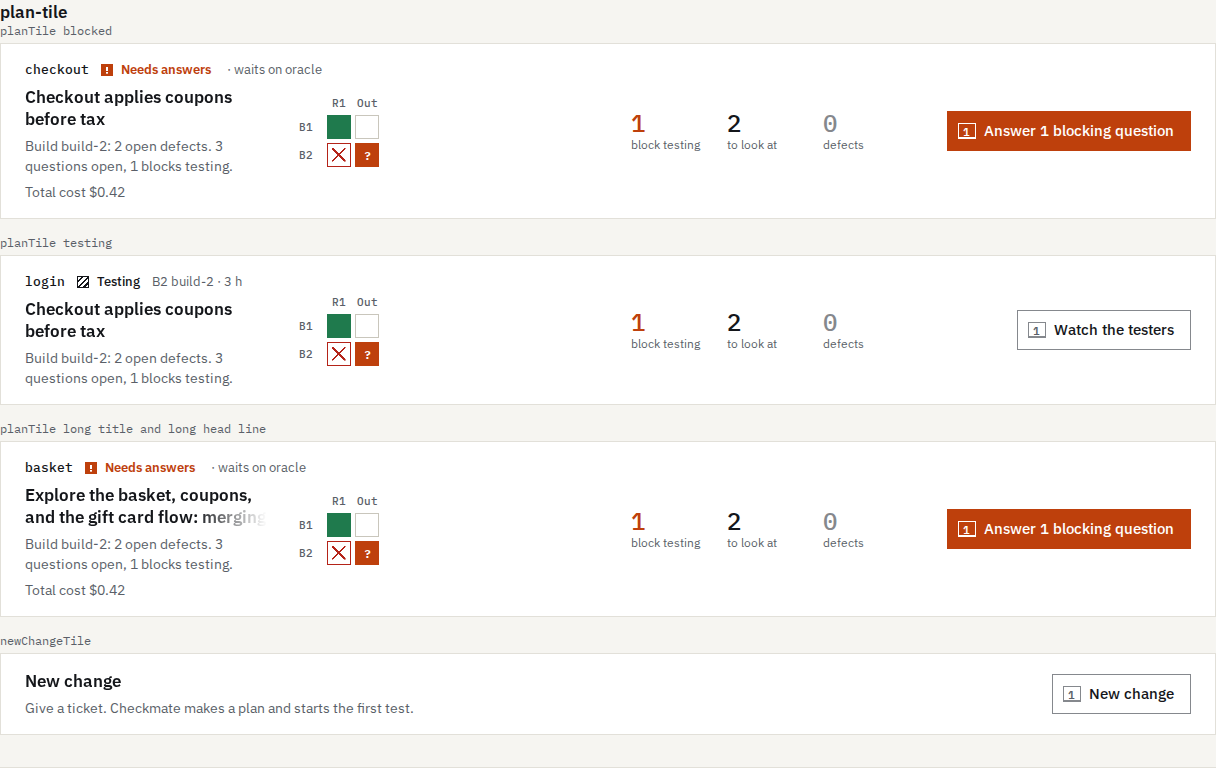 plan-tile
planTile blocked
checkout ! Needs answers · waits on oracle
Checkout applies coupons
before tax
Build build-2: 2 open defects. 3
questions open, 1 blocks testing.
Total cost $0.42
R1 Out
B1
B2 ?
1
block testing
2
to look at
0
defects
1 Answer 1 blocking question
planTile testing
login Testing B2 build-2 · 3 h
Checkout applies coupons
before tax
Build build-2: 2 open defects. 3
questions open, 1 blocks testing.
R1 Out
B1
B2 ?
1
block testing
2
to look at
0
defects
1 Watch the testers
planTile long title and long head line
basket ! Needs answers · waits on oracle
Explore the basket, coupons,
and the gift card flow: merging
Build build-2: 2 open defects. 3
questions open, 1 blocks testing.
Total cost $0.42
R1 Out
B1
B2 ?
1
block testing
2
to look at
0
defects
1 Answer 1 blocking question
newChangeTile
New change
Give a ticket. Checkmate makes a plan and starts the first test.
1 New change